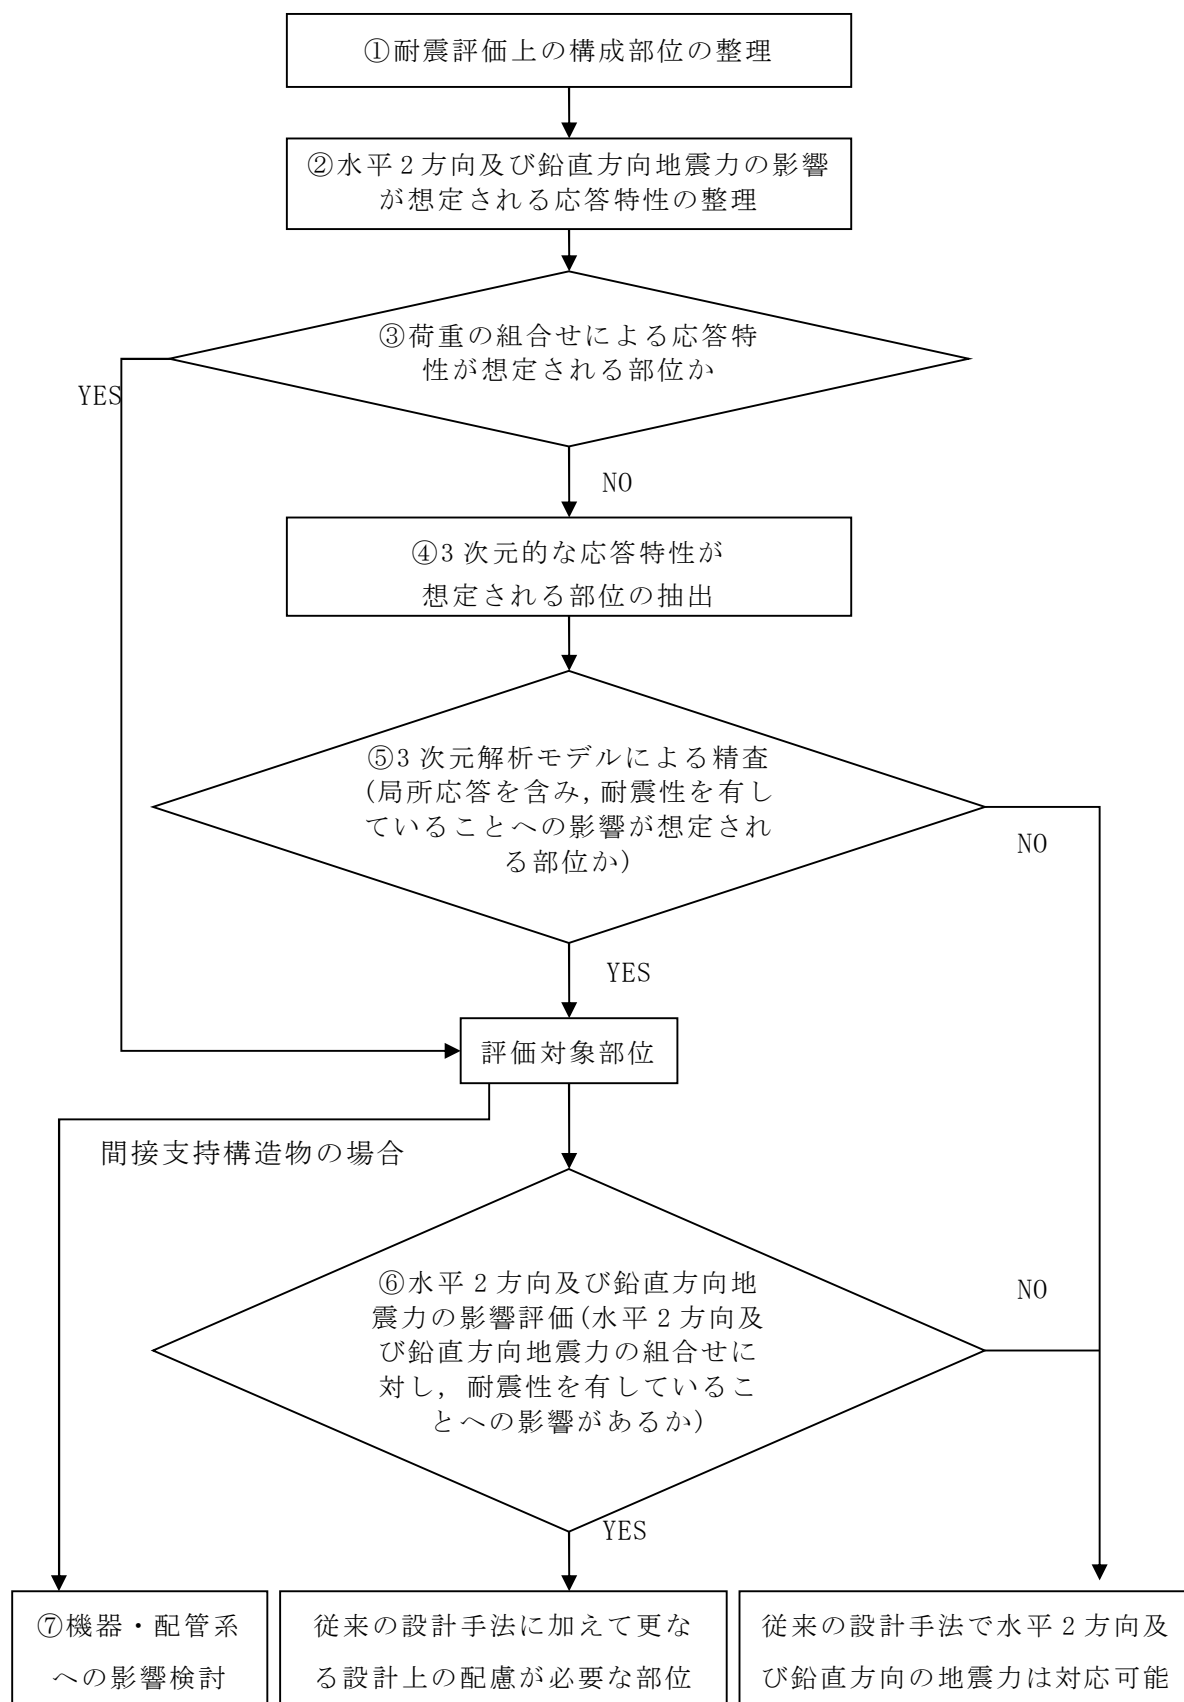 ①耐震評価上の構成部位の整理
②水平２方向及び鉛直方向地震力の影響
が想定される応答特性の整理
③荷重の組合せによる応答特
性が想定される部位か
YES
NO
④3 次元的な応答特性が
想定される部位の抽出
⑤3 次元解析モデルによる精査
(局所応答を含み,耐震性を有し
ていることへの影響が想定され
る部位か)
NO
YES
評価対象部位
間接支持構造物の場合
⑥水平２方向及び鉛直方向地
震力の影響評価(水平２方向及
び鉛直方向地震力の組合せに
対し，耐震性を有しているこ
とへの影響があるか)
NO
YES
⑦機器・配管系
への影響検討
従来の設計手法に加えて更な
る設計上の配慮が必要な部位
従来の設計手法で水平２方向及
び鉛直方向の地震力は対応可能